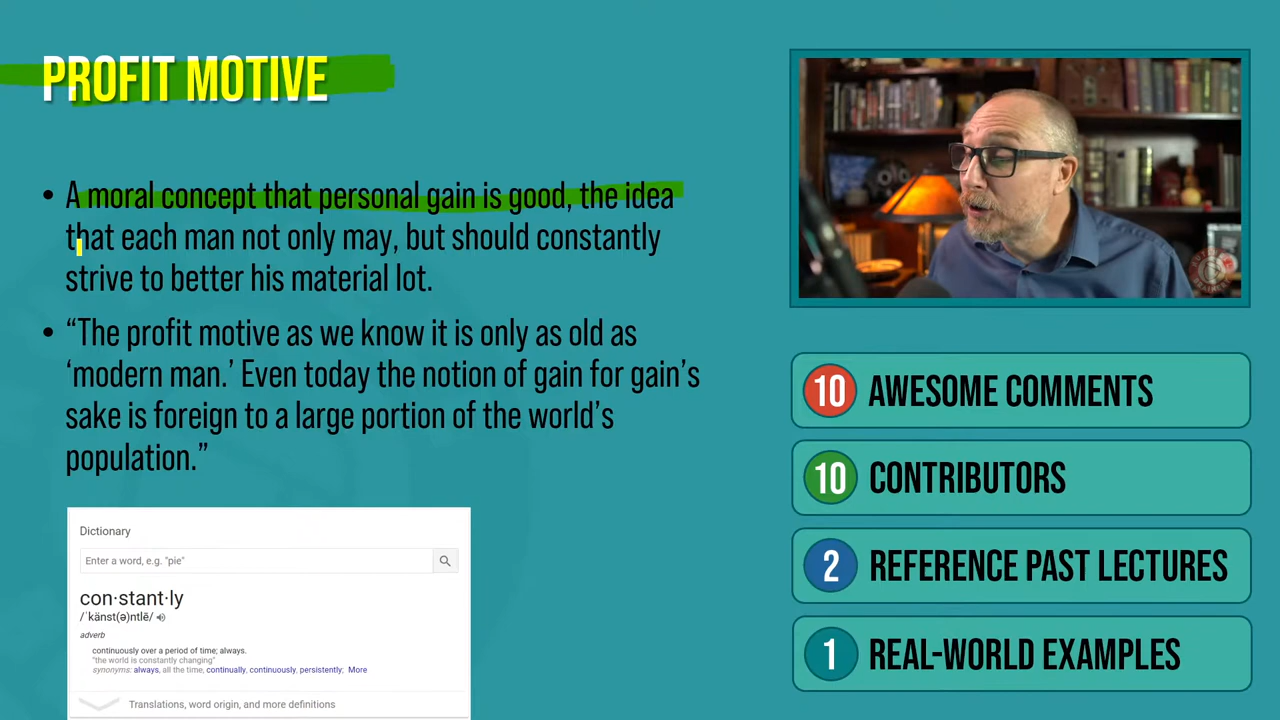 PROFIT MOTIVE
• A moral concept that personal gain is good, the idea
that each man not only may, but should constantly
strive to better his material lot.
• “The profit motive as we know it is only as old as
‘modern man.’ Even today the notion of gain for gain’s
sake is foreign to a large portion of the world’s
population.”
Dictionary
Enter a word, e.g. "pie"
con·stant·ly
/ˈkänst(ə)ntlē/
adverb
continuously over a period of time; always.
"the world is constantly changing"
synonyms: always, all the time, continually, continuously, persistently; More
Translations, word origin, and more definitions
10 AWESOME COMMENTS
10 CONTRIBUTORS
2 REFERENCE PAST LECTURES
1 REAL-WORLD EXAMPLES